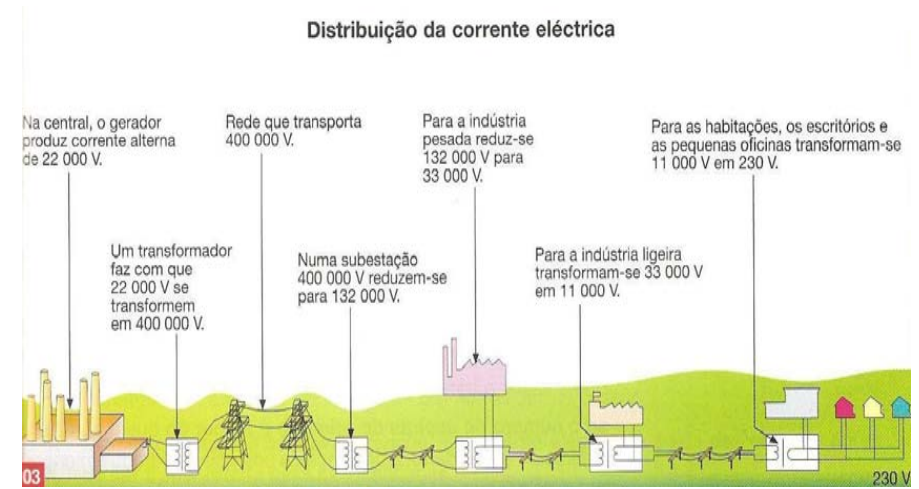 Distribuição da corrente eléctrica
Na central, o gerador
produz corrente alterna
de 22 000 V.
Um transformador
faz com que
22 000 V se
transformem
em 400 000 V.
Rede que transporta
400 000 V.
Numa subestação
400 000 V reduzem-se
para 132 000 V.
Para a indústria
pesada reduz-se
132 000 V para
33 000 V.
Para a indústria ligeira
transformam-se 33 000 V
em 11 000 V.
Para as habitações, os escritórios e
as pequenas oficinas transformam-se
11 000 V em 230 V.
03
230 V